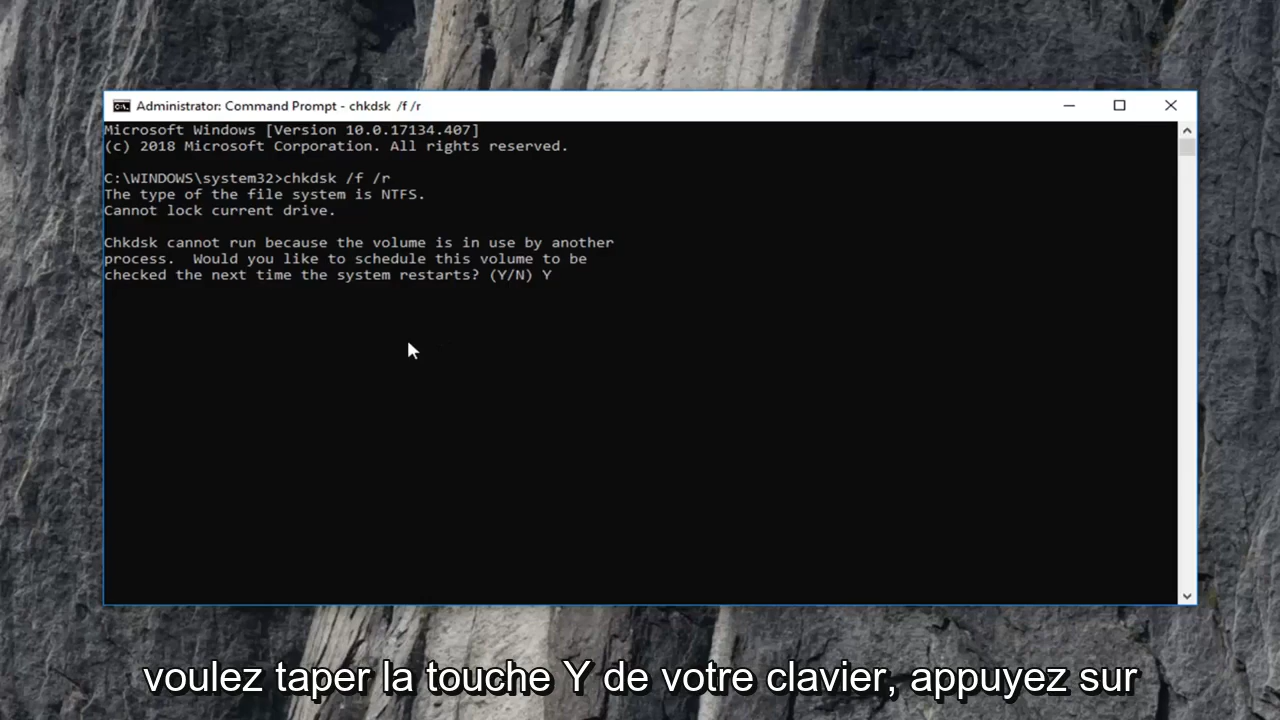 Administrator: Command Prompt - chkdsk /f /r
Microsoft Windows [Version 10.0.17134.407]
(c) 2018 Microsoft Corporation. All rights reserved.
C:\WINDOWS\system32>chkdsk /f /r
The type of the file system is NTFS.
Cannot lock current drive.
Chkdsk cannot run because the volume is in use by another
process.  Would you like to schedule this volume to be
checked the next time the system restarts? (Y/N) Y
voulez taper la touche Y de votre clavier, appuyez sur